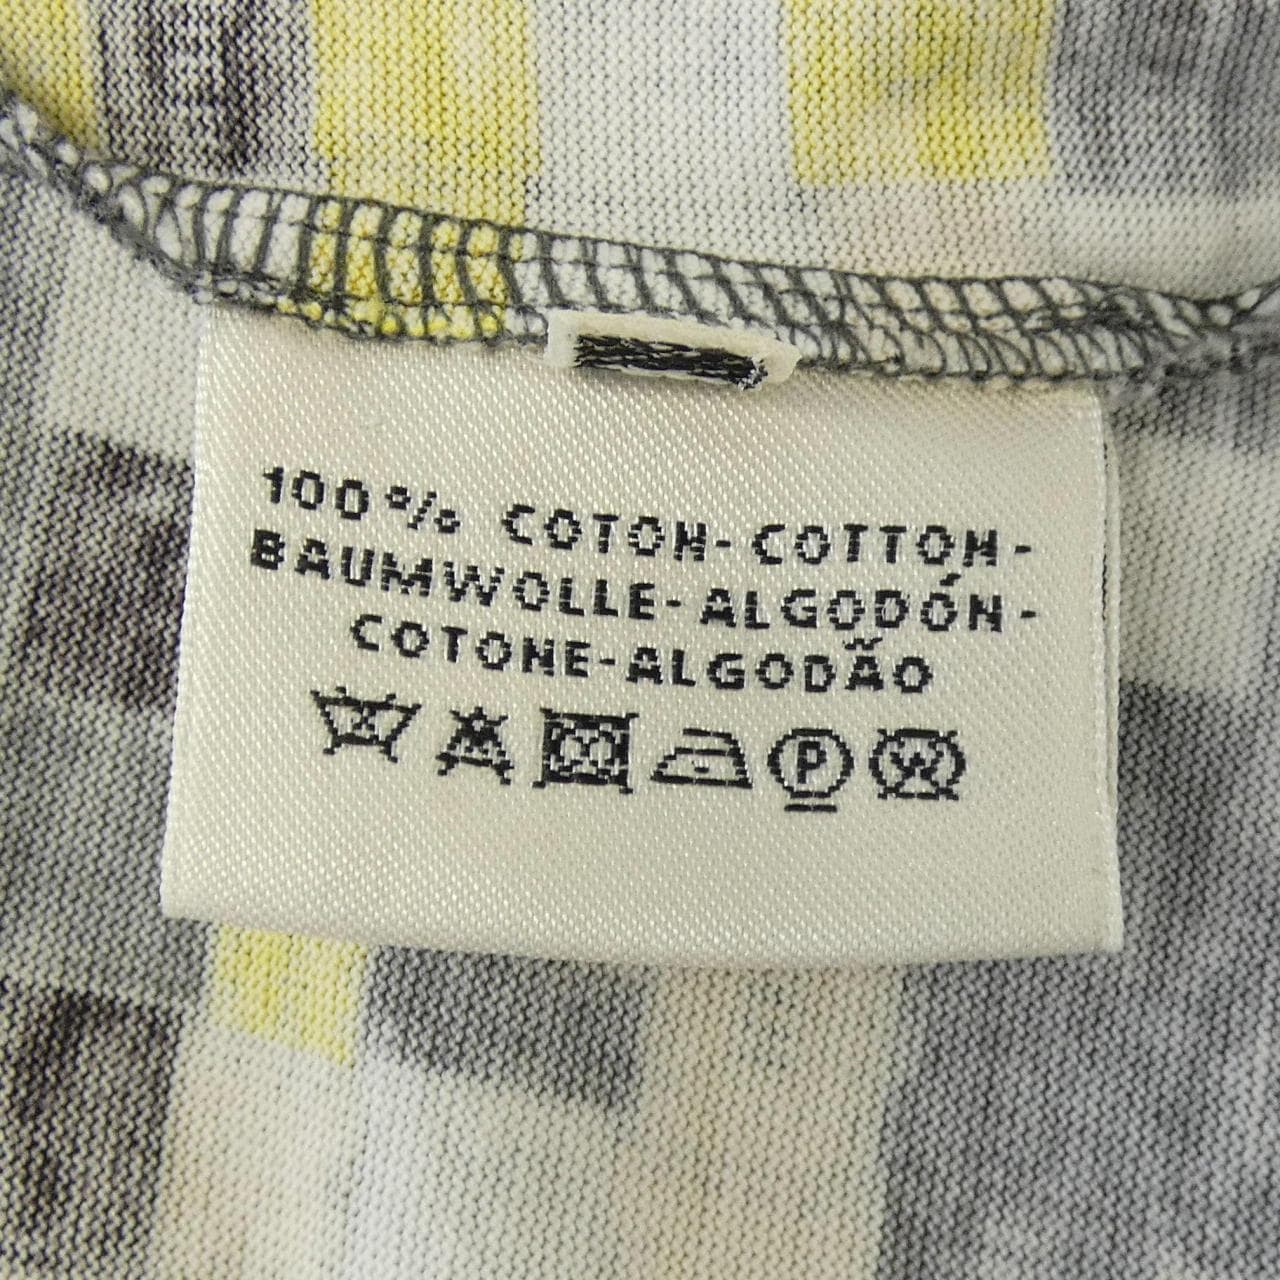 100% COTON-COTTON-
BAUMWOLLE-ALGODÓN-
COTONE-ALGODÃO
P W